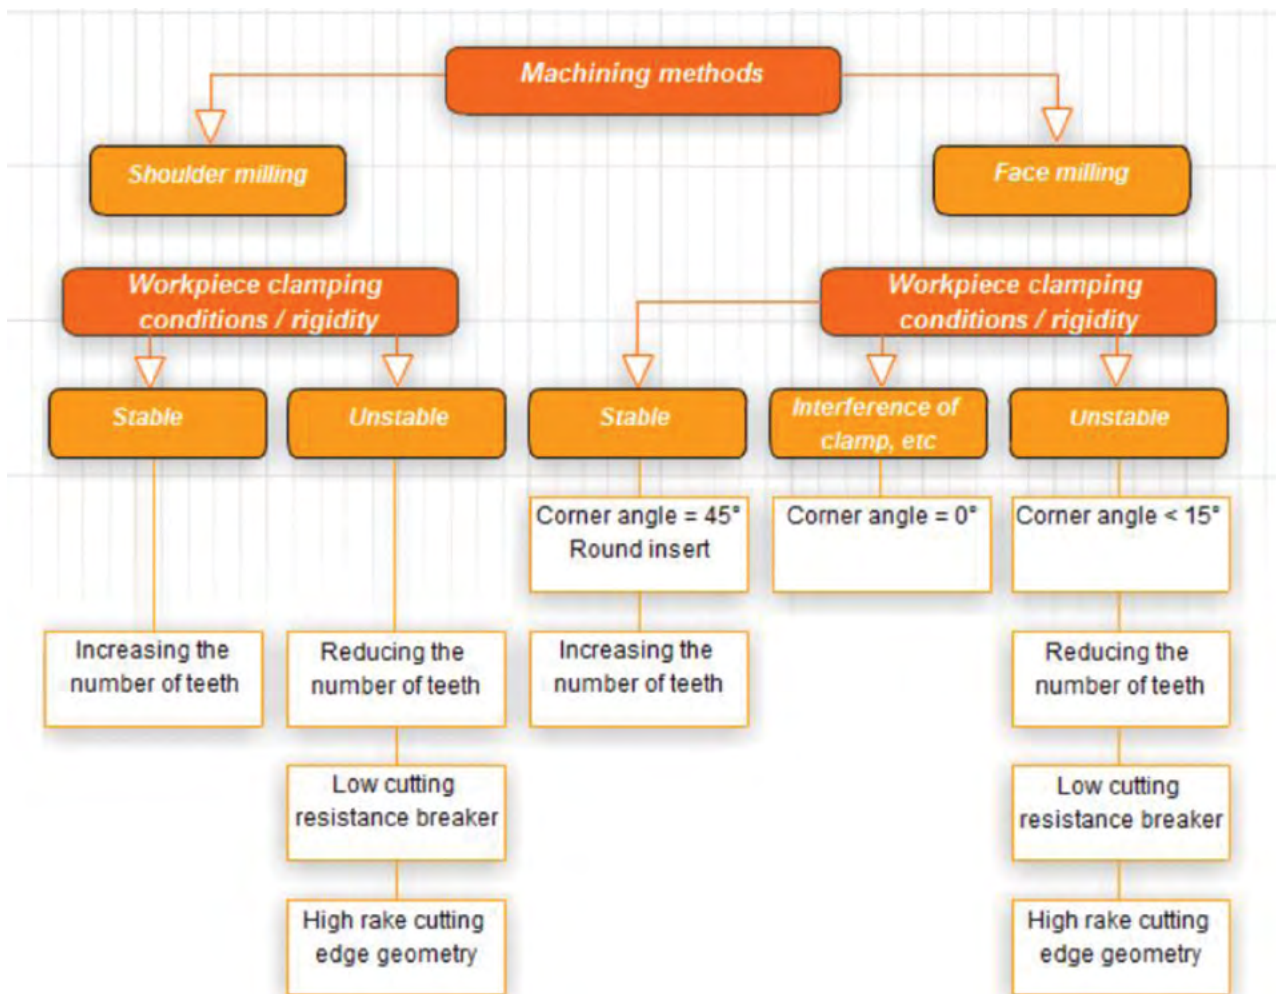 Machining methods
Shoulder milling
Face milling
Workpiece clamping
conditions / rigidity
Workpiece clamping
conditions / rigidity
Stable
Unstable
Stable
Interference of
clamp, etc
Unstable
Corner angle = 45°
Round insert
Corner angle = 0°
Corner angle < 15°
Increasing the
number of teeth
Reducing the
number of teeth
Increasing the
number of teeth
Reducing the
number of teeth
Low cutting
resistance breaker
Low cutting
resistance breaker
High rake cutting
edge geometry
High rake cutting
edge geometry